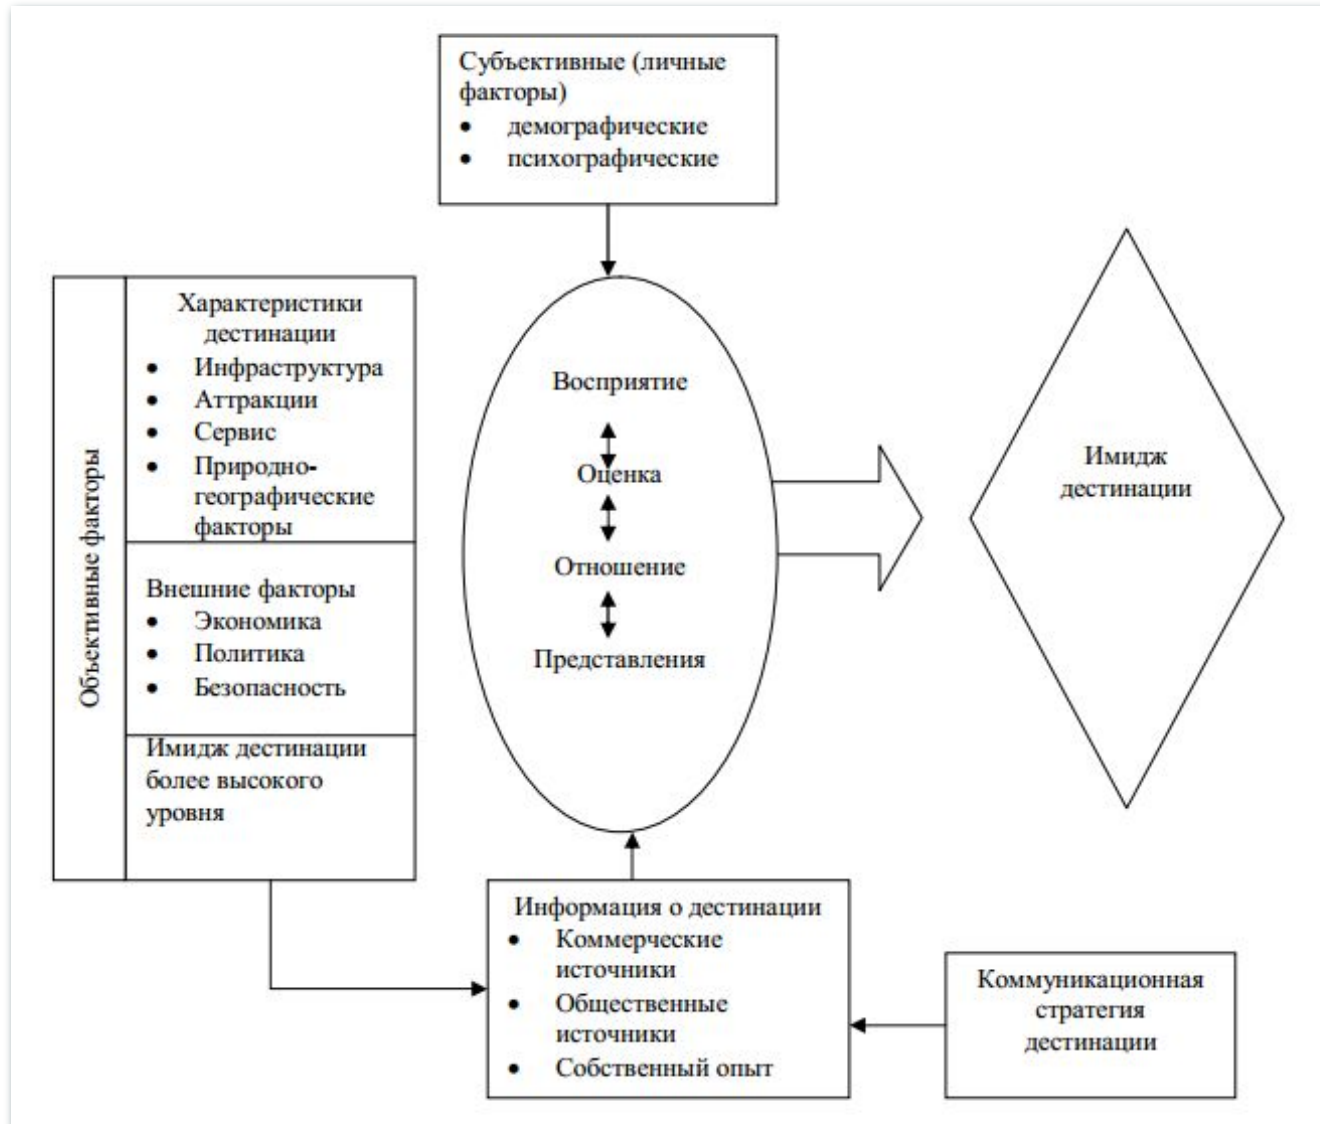 Субъективные (личные
факторы)
• демографические
• психографические
Объективные факторы
Характеристики
дестинации
• Инфраструктура
• Аттракции
• Сервис
• Природно-
географические
факторы
Внешние факторы
• Экономика
• Политика
• Безопасность
Имидж дестинации
более высокого
уровня
Восприятие
Оценка
Отношение
Представления
Имидж
дестинации
Информация о дестинации
• Коммерческие
источники
• Общественные
источники
• Собственный опыт
Коммуникационная
стратегия
дестинации